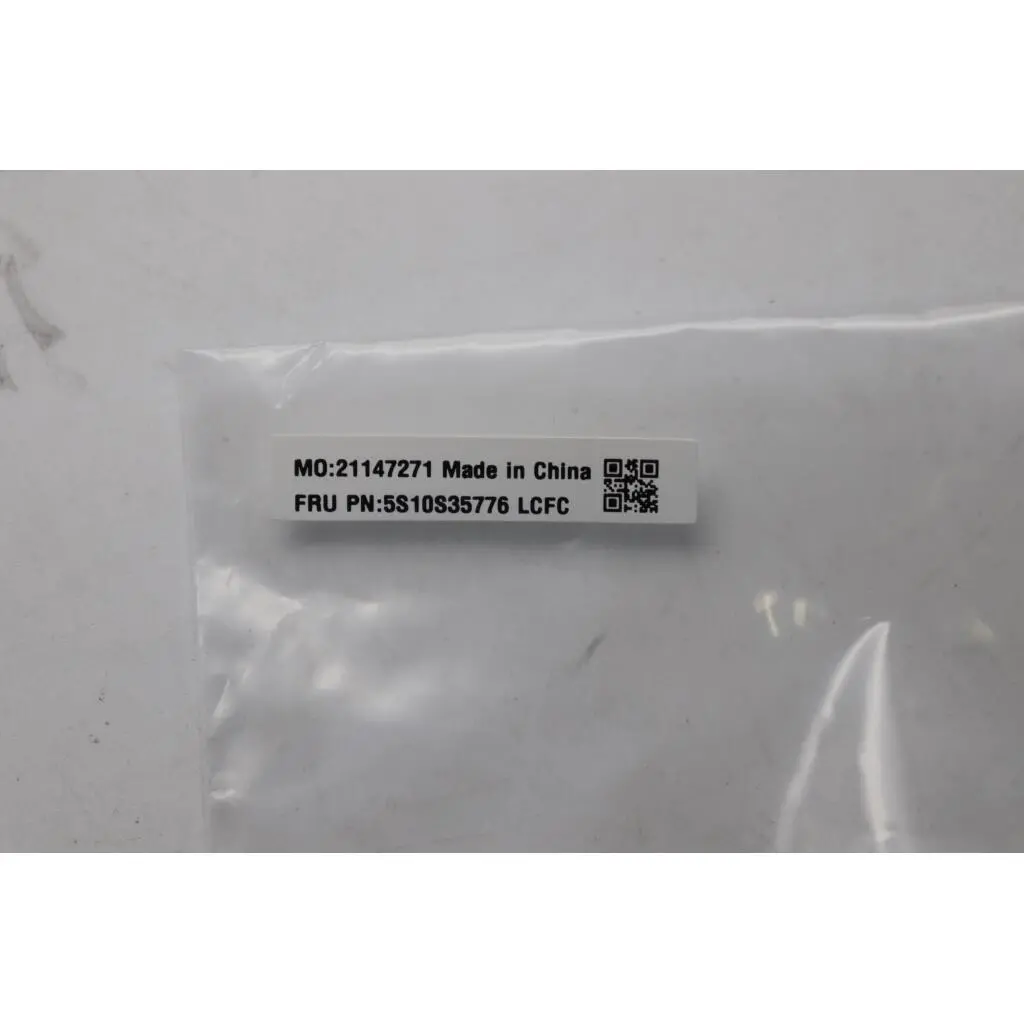 MO:21147271 Made in China
FRU PN:5S10S35776 LCFC